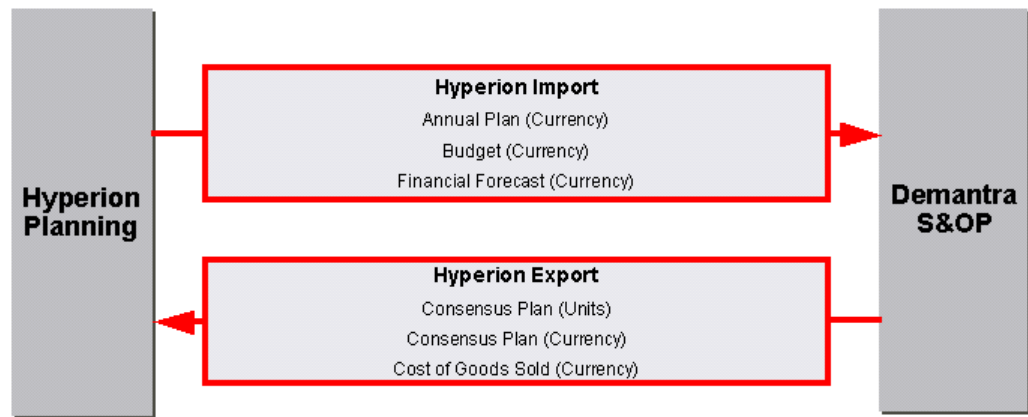 Hyperion
Planning
Hyperion Import
Annual Plan (Currency)
Budget (Currency)
Financial Forecast (Currency)
Hyperion Export
Consensus Plan (Units)
Consensus Plan (Currency)
Cost of Goods Sold (Currency)
Demantra
S&OP